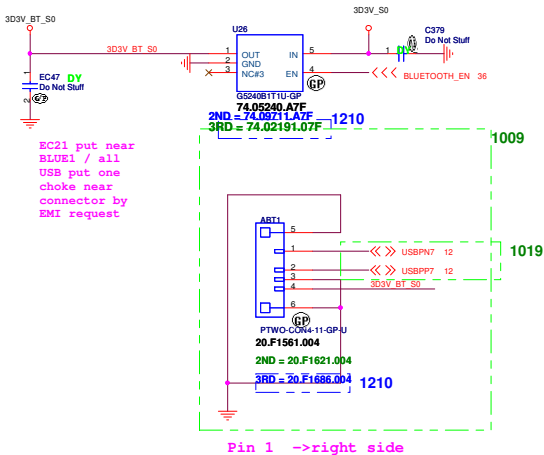 3D3V_BT_S0
3D3V_S0
3D3V_BT_S0
U26
1
2
3
OUT
GND
NC#3
IN
EN
5
4
G5240B1T1U-GP
74.05240.A7F
2ND = 74.09711.A7F
3RD = 74.02191.07F
1210
GP
C379
Do Not Stuff
1
DY
BLUETOOTH_EN 36
1
EC47
DY
Do Not Stuff
GP
2
EC21 put near
BLUE1 / all
USB put one
choke near
connector by
EMI request
1009
ABT1
5
1
2
3
4
6
USBPN7 12
USBPP7 12
3D3V_BT_S0
1019
GP
PTWO-CON4-11-GP-U
20.F1561.004
2ND = 20.F1621.004
3RD = 20.F1686.004
1210
Pin 1 ->right side